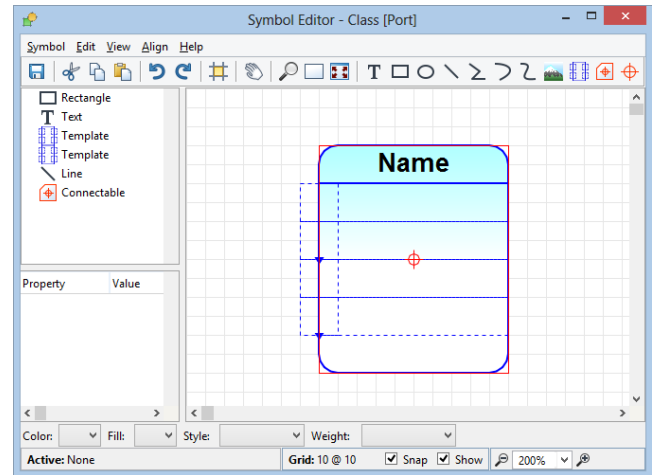 Symbol Editor - Class [Port]
Symbol Edit View Align Help
T
Rectangle
T Text
Template
Template
Line
Connectable
Name
Property Value
Color: Fill: Style: Weight:
Active: None Grid: 10 @ 10 Snap Show 200%